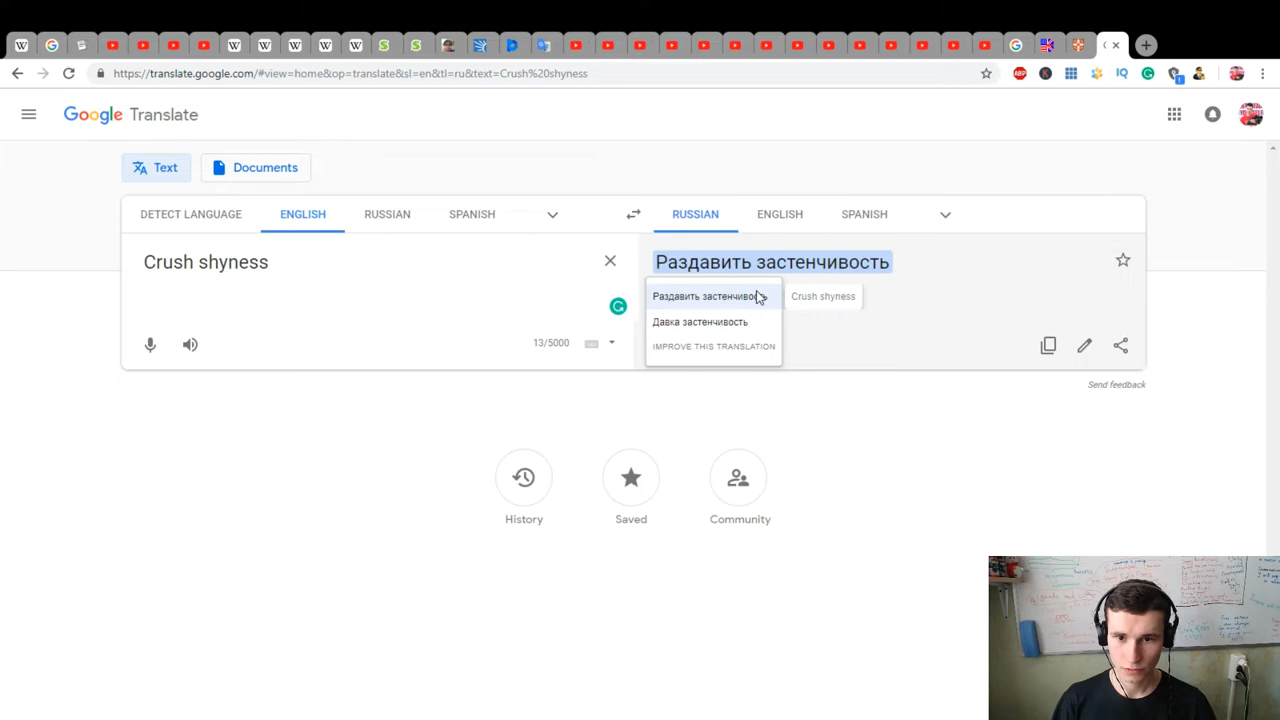 https://translate.google.com/#view=home&op=translate&sl=en&tl=ru&text=Crush%20shyness
Google Translate
Text
Documents
DETECT LANGUAGE ENGLISH RUSSIAN SPANISH
RUSSIAN ENGLISH SPANISH
Crush shyness
Раздавить застенчивость
Раздавить застенчивость
Crush shyness
Давка застенчивость
IMPROVE THIS TRANSLATION
13/5000
Send feedback
History
Saved
Community